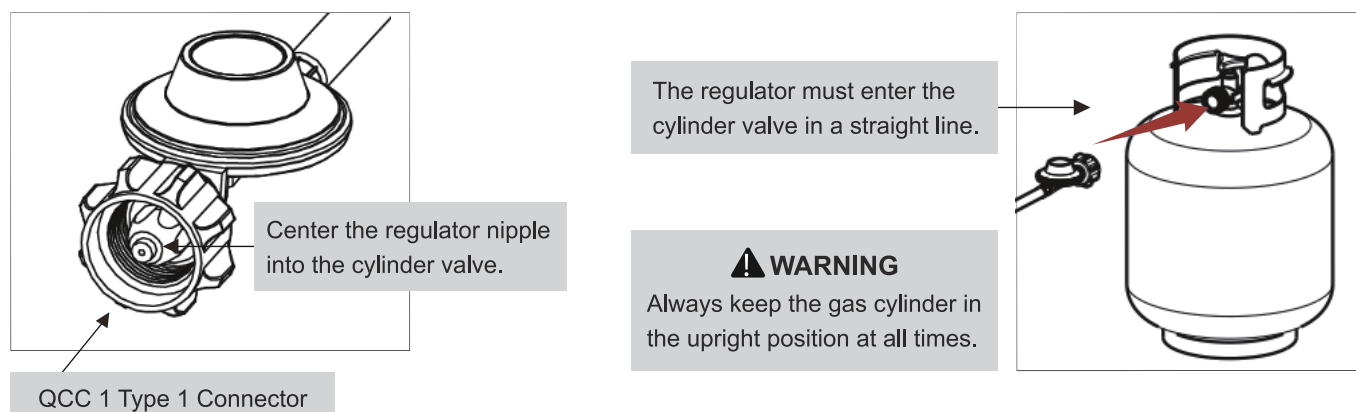 Center the regulator nipple
into the cylinder valve.
QCC 1 Type 1 Connector
The regulator must enter the
cylinder valve in a straight line.
WARNING
Always keep the gas cylinder in
the upright position at all times.